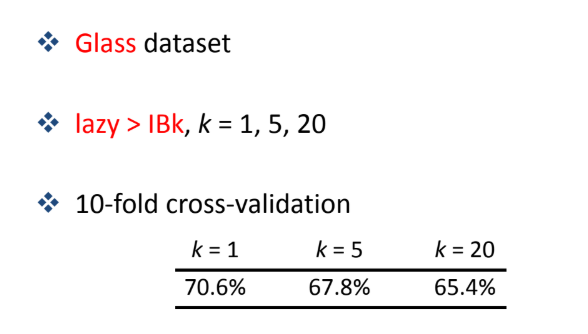 Glass dataset
lazy > IBk, k = 1, 5, 20
10-fold cross-validation
k = 1 k = 5 k = 20
70.6% 67.8% 65.4%